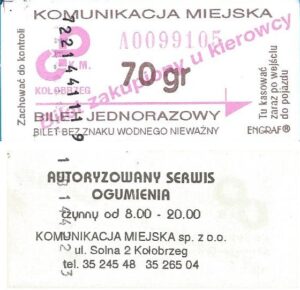 KOMUNIKACJA MIEJSKA
Zachować do kontroli
A0099105
K.M.
KOŁOBRZEG
70 gr
Bilet zakupiony u kierowcy
BILET JEDNORAZOWY
BILET BEZ ZNAKU WODNEGO NIEWAŻNY
Tu kasować
zaraz po wejściu
do pojazdu
ENGRAF®
AUTORYZOWANY SERWIS
OGUMIENIA
czynny od 8.00 - 20.00
KOMUNIKACJA MIEJSKA sp. z o.o.
ul. Solna 2 Kołobrzeg
tel. 35 245 48 35 265 04